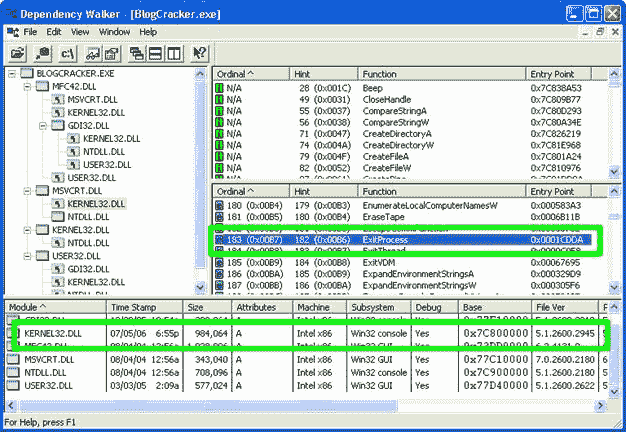 Dependency Walker - [BlogCracker.exe]
File Edit View Options Profile Window Help
BLOGCRACKER.EXE
MFC42.DLL
MSVCRT.DLL
KERNEL32.DLL
GDI32.DLL
KERNEL32.DLL
NTDLL.DLL
USER32.DLL
USER32.DLL
MSVCRT.DLL
KERNEL32.DLL
NTDLL.DLL
KERNEL32.DLL
NTDLL.DLL
USER32.DLL
GDI32.DLL
KERNEL32.DLL
NTDLL.DLL
Ordinal ^ Hint Function Entry Point
N/A 28 (0x001C) Beep 0x7C838A53
N/A 49 (0x0031) CloseHandle 0x7C809B77
N/A 55 (0x0037) CompareStringA 0x7C80D293
N/A 56 (0x0038) CompareStringW 0x7C80A34E
N/A 71 (0x0047) CreateDirectoryA 0x7C826219
N/A 74 (0x004A) CreateDirectoryW 0x7C81E968
N/A 79 (0x004F) CreateFileA 0x7C801A24
N/A 82 (0x0052) CreateFileW 0x7C810976
Ordinal ^ Hint Function Entry Point
180 (0x00B4) 179 (0x00B3) EnumerateLocalComputerNamesW 0x000583A3
181 (0x00B5) 180 (0x00B4) EraseTape 0x0006B11B
183 (0x00B7) 182 (0x00B6) ExitProcess 0x0001CDDA
185 (0x00B9) 184 (0x00B8) ExitVDM 0x00067695
186 (0x00BA) 185 (0x00B9) ExpandEnvironmentStringsA 0x000329D9
187 (0x00BB) 186 (0x00BA) ExpandEnvironmentStringsW 0x000305F6
Module ^ Time Stamp Size Attributes Machine Subsystem Debug Base File Ver
KERNEL32.DLL 07/05/06 6:55p 984,064 A Intel x86 Win32 console Yes 0x7C800000 5.1.2600.2945
MSVCRT.DLL 08/04/04 12:56a 343,040 A Intel x86 Win32 GUI Yes 0x77C10000 7.0.2600.2180
NTDLL.DLL 08/04/04 12:56a 708,096 A Intel x86 Win32 console Yes 0x7C900000 5.1.2600.2180
USER32.DLL 03/03/05 2:09a 577,024 A Intel x86 Win32 GUI Yes 0x77D40000 5.1.2600.2622
For Help, press F1